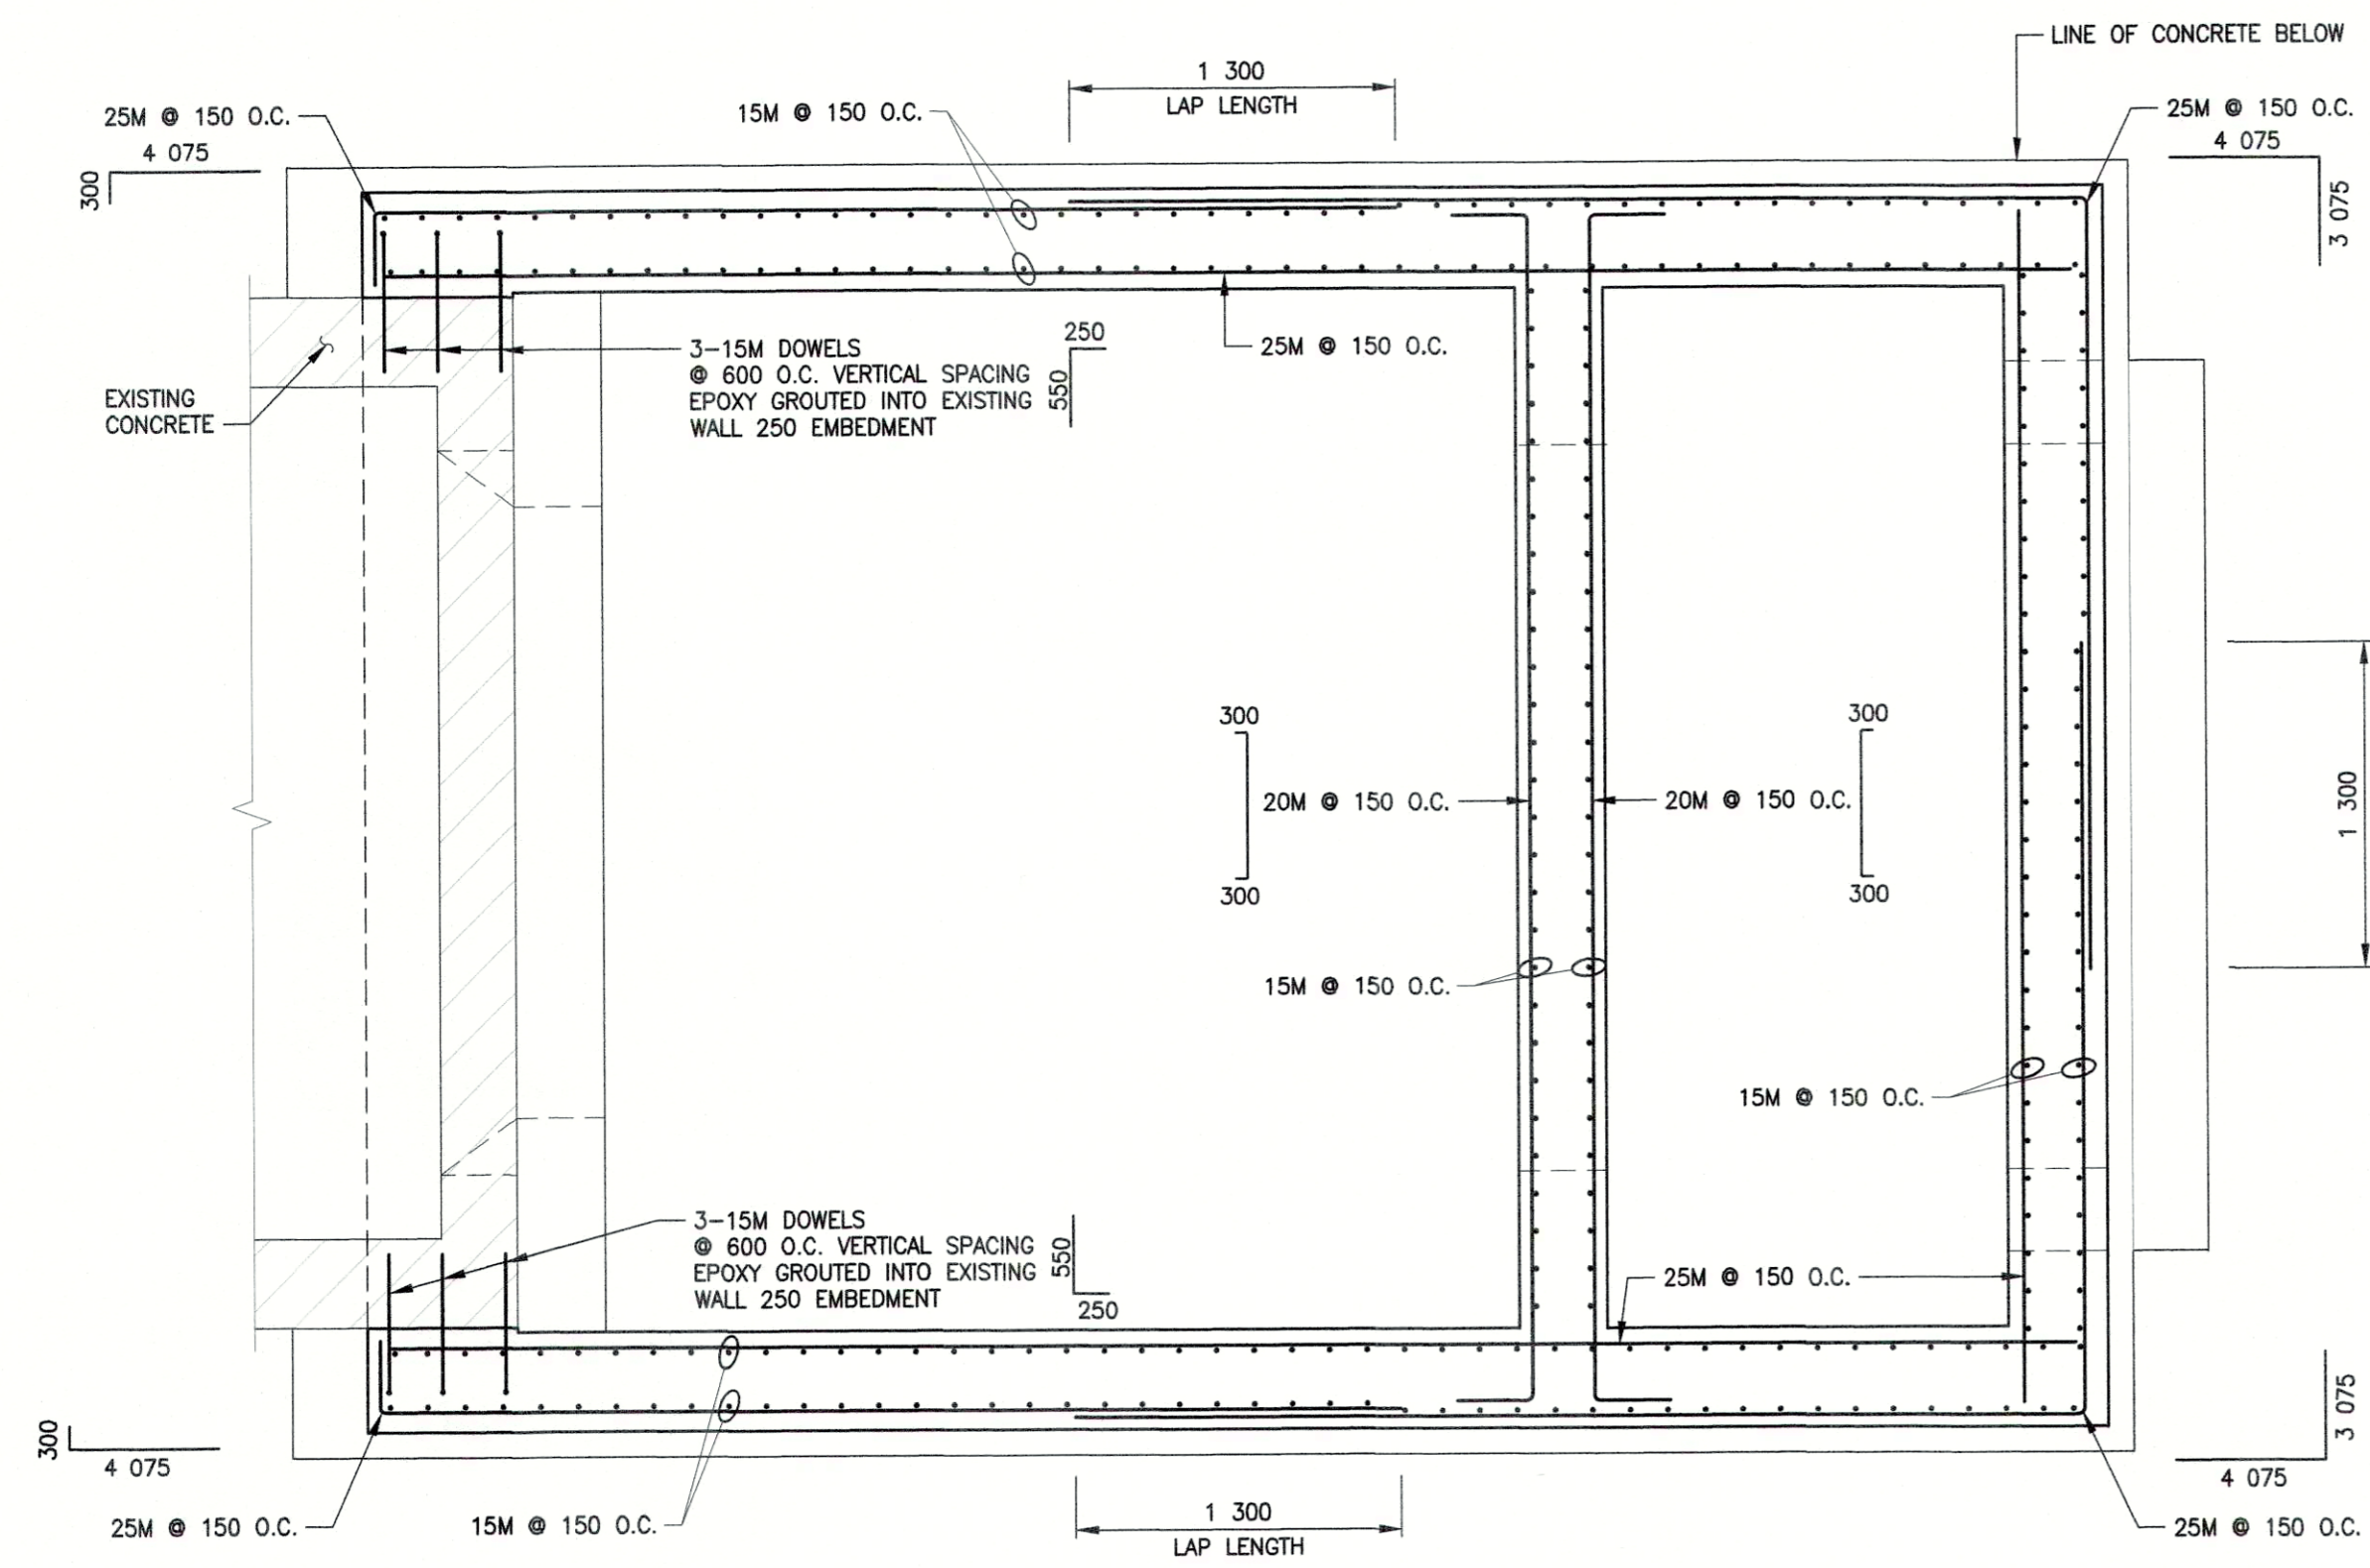 LINE OF CONCRETE BELOW
1 300
LAP LENGTH
25M @ 150 O.C.
4 075
300
15M @ 150 O.C.
25M @ 150 O.C.
4 075
3 075
3-15M DOWELS
@ 600 O.C. VERTICAL SPACING
EPOXY GROUTED INTO EXISTING
WALL 250 EMBEDMENT
250
550
25M @ 150 O.C.
EXISTING
CONCRETE
300
20M @ 150 O.C.
300
300
20M @ 150 O.C.
300
1 300
15M @ 150 O.C.
15M @ 150 O.C.
3-15M DOWELS
@ 600 O.C. VERTICAL SPACING
EPOXY GROUTED INTO EXISTING
WALL 250 EMBEDMENT
550
250
25M @ 150 O.C.
300
4 075
25M @ 150 O.C.
15M @ 150 O.C.
1 300
LAP LENGTH
3 075
4 075
25M @ 150 O.C.